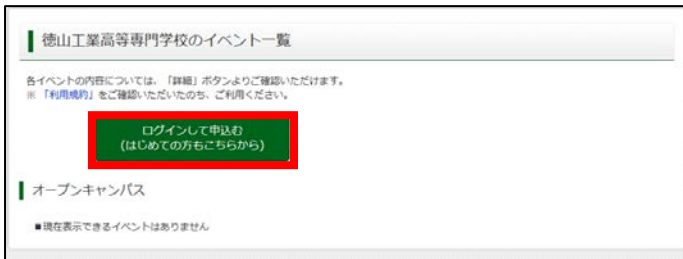 徳山工業高等専門学校のイベント一覧
各イベントの内容については、「詳細」ボタンよりご確認いただけます。
※「利用規約」をご確認いただいたのち、ご利用ください。
ログインして申込む
(はじめての方もこちらから)
オープンキャンパス
■現在表示できるイベントはありません